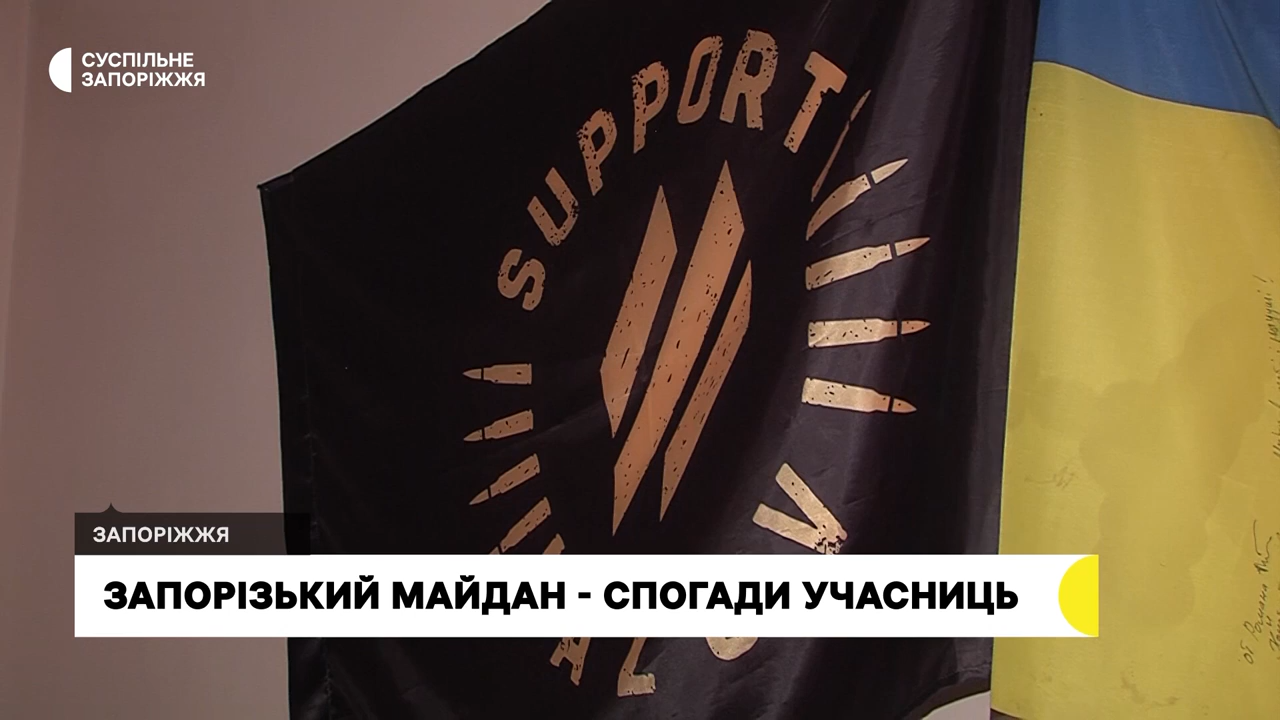 СУСПІЛЬНЕ
ЗАПОРІЖЖЯ
SUPPORT
AZOV
ЗАПОРІЖЖЯ
ЗАПОРІЗЬКИЙ МАЙДАН - СПОГАДИ УЧАСНИЦЬ